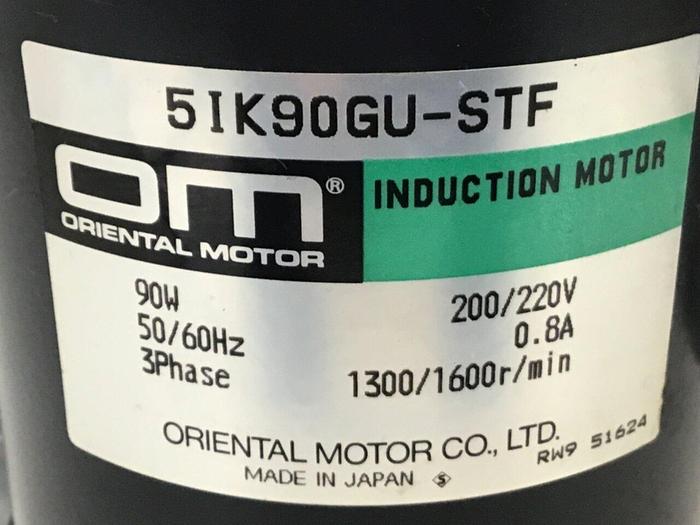 5IK90GU-STF
OM®
ORIENTAL MOTOR
INDUCTION MOTOR
90W
50/60Hz
3Phase
200/220V
0.8A
1300/1600r/min
ORIENTAL MOTOR CO., LTD.
MADE IN JAPAN S
RW9 51624